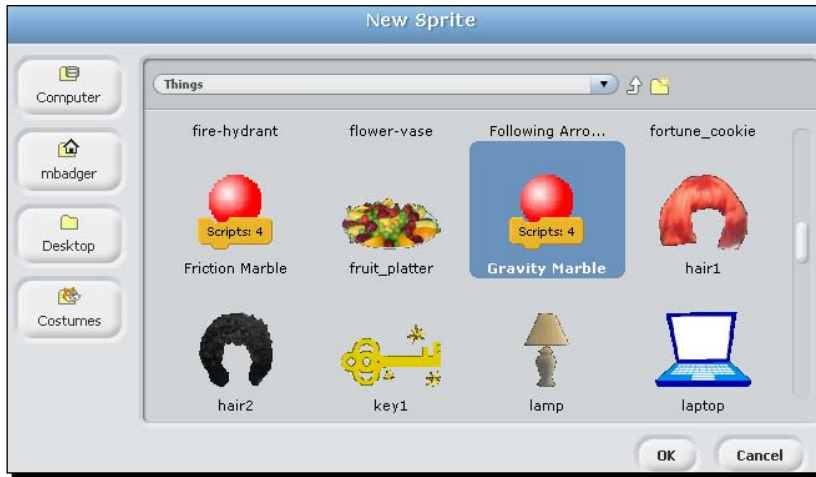 New Sprite
Computer
mbadger
Desktop
Costumes
Things
fire-hydrant flower-vase Following Arro... fortune_cookie
Scripts: 4 Scripts: 4
Friction Marble fruit_platter Gravity Marble hair1
hair2 key1 lamp laptop
OK Cancel